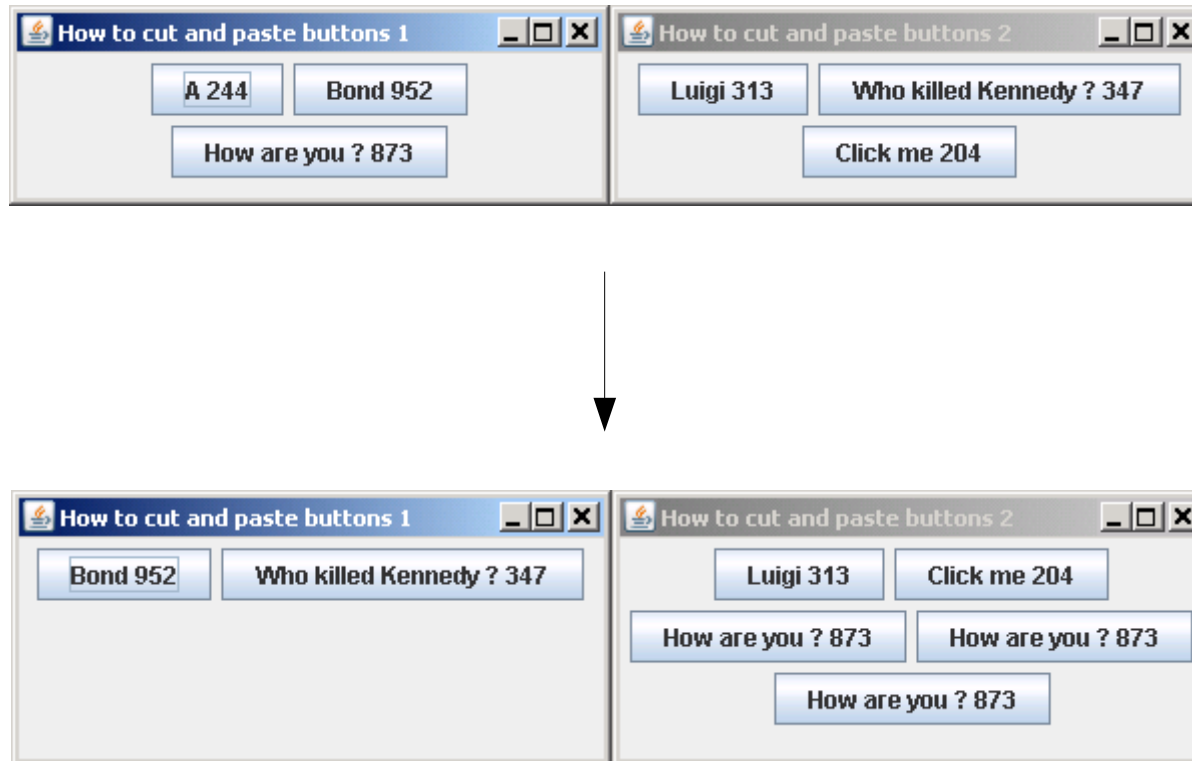 How to cut and paste buttons 1
A 244 Bond 952
How are you ? 873
How to cut and paste buttons 2
Luigi 313 Who killed Kennedy ? 347
Click me 204
How to cut and paste buttons 1
Bond 952 Who killed Kennedy ? 347
How to cut and paste buttons 2
Luigi 313 Click me 204
How are you ? 873 How are you ? 873
How are you ? 873